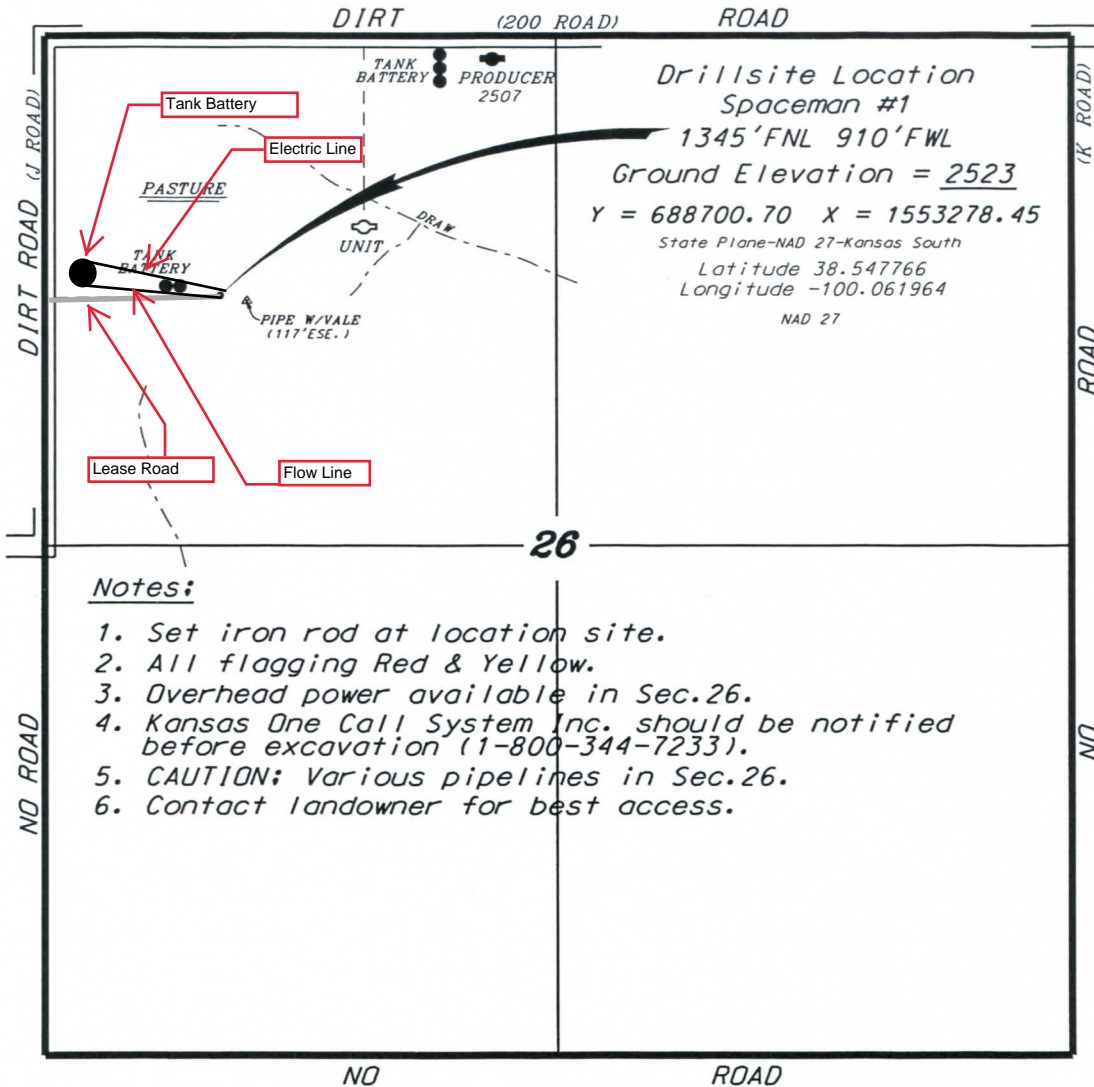 DIRT (200 ROAD) ROAD
TANK
BATTERY
PRODUCER
2507
Drillsite Location
Spaceman #1
1345'FNL 910'FWL
Ground Elevation = 2523
Y = 688700.70 X = 1553278.45
State Plane-NAD 27-Kansas South
Latitude 38.547766
Longitude -100.061964
NAD 27
DIRT ROAD (J ROAD)
(K ROAD)
ROAD
Tank Battery
Electric Line
PASTURE
UNIT
DRAW
TANK
BATTERY
PIPE W/VALE
(117'ESE.)
Lease Road
Flow Line
26
Notes:
1. Set iron rod at location site.
2. All flagging Red & Yellow.
3. Overhead power available in Sec.26.
4. Kansas One Call System Inc. should be notified
before excavation (1-800-344-7233).
5. CAUTION: Various pipelines in Sec.26.
6. Contact landowner for best access.
NO ROAD
NO
NO ROAD